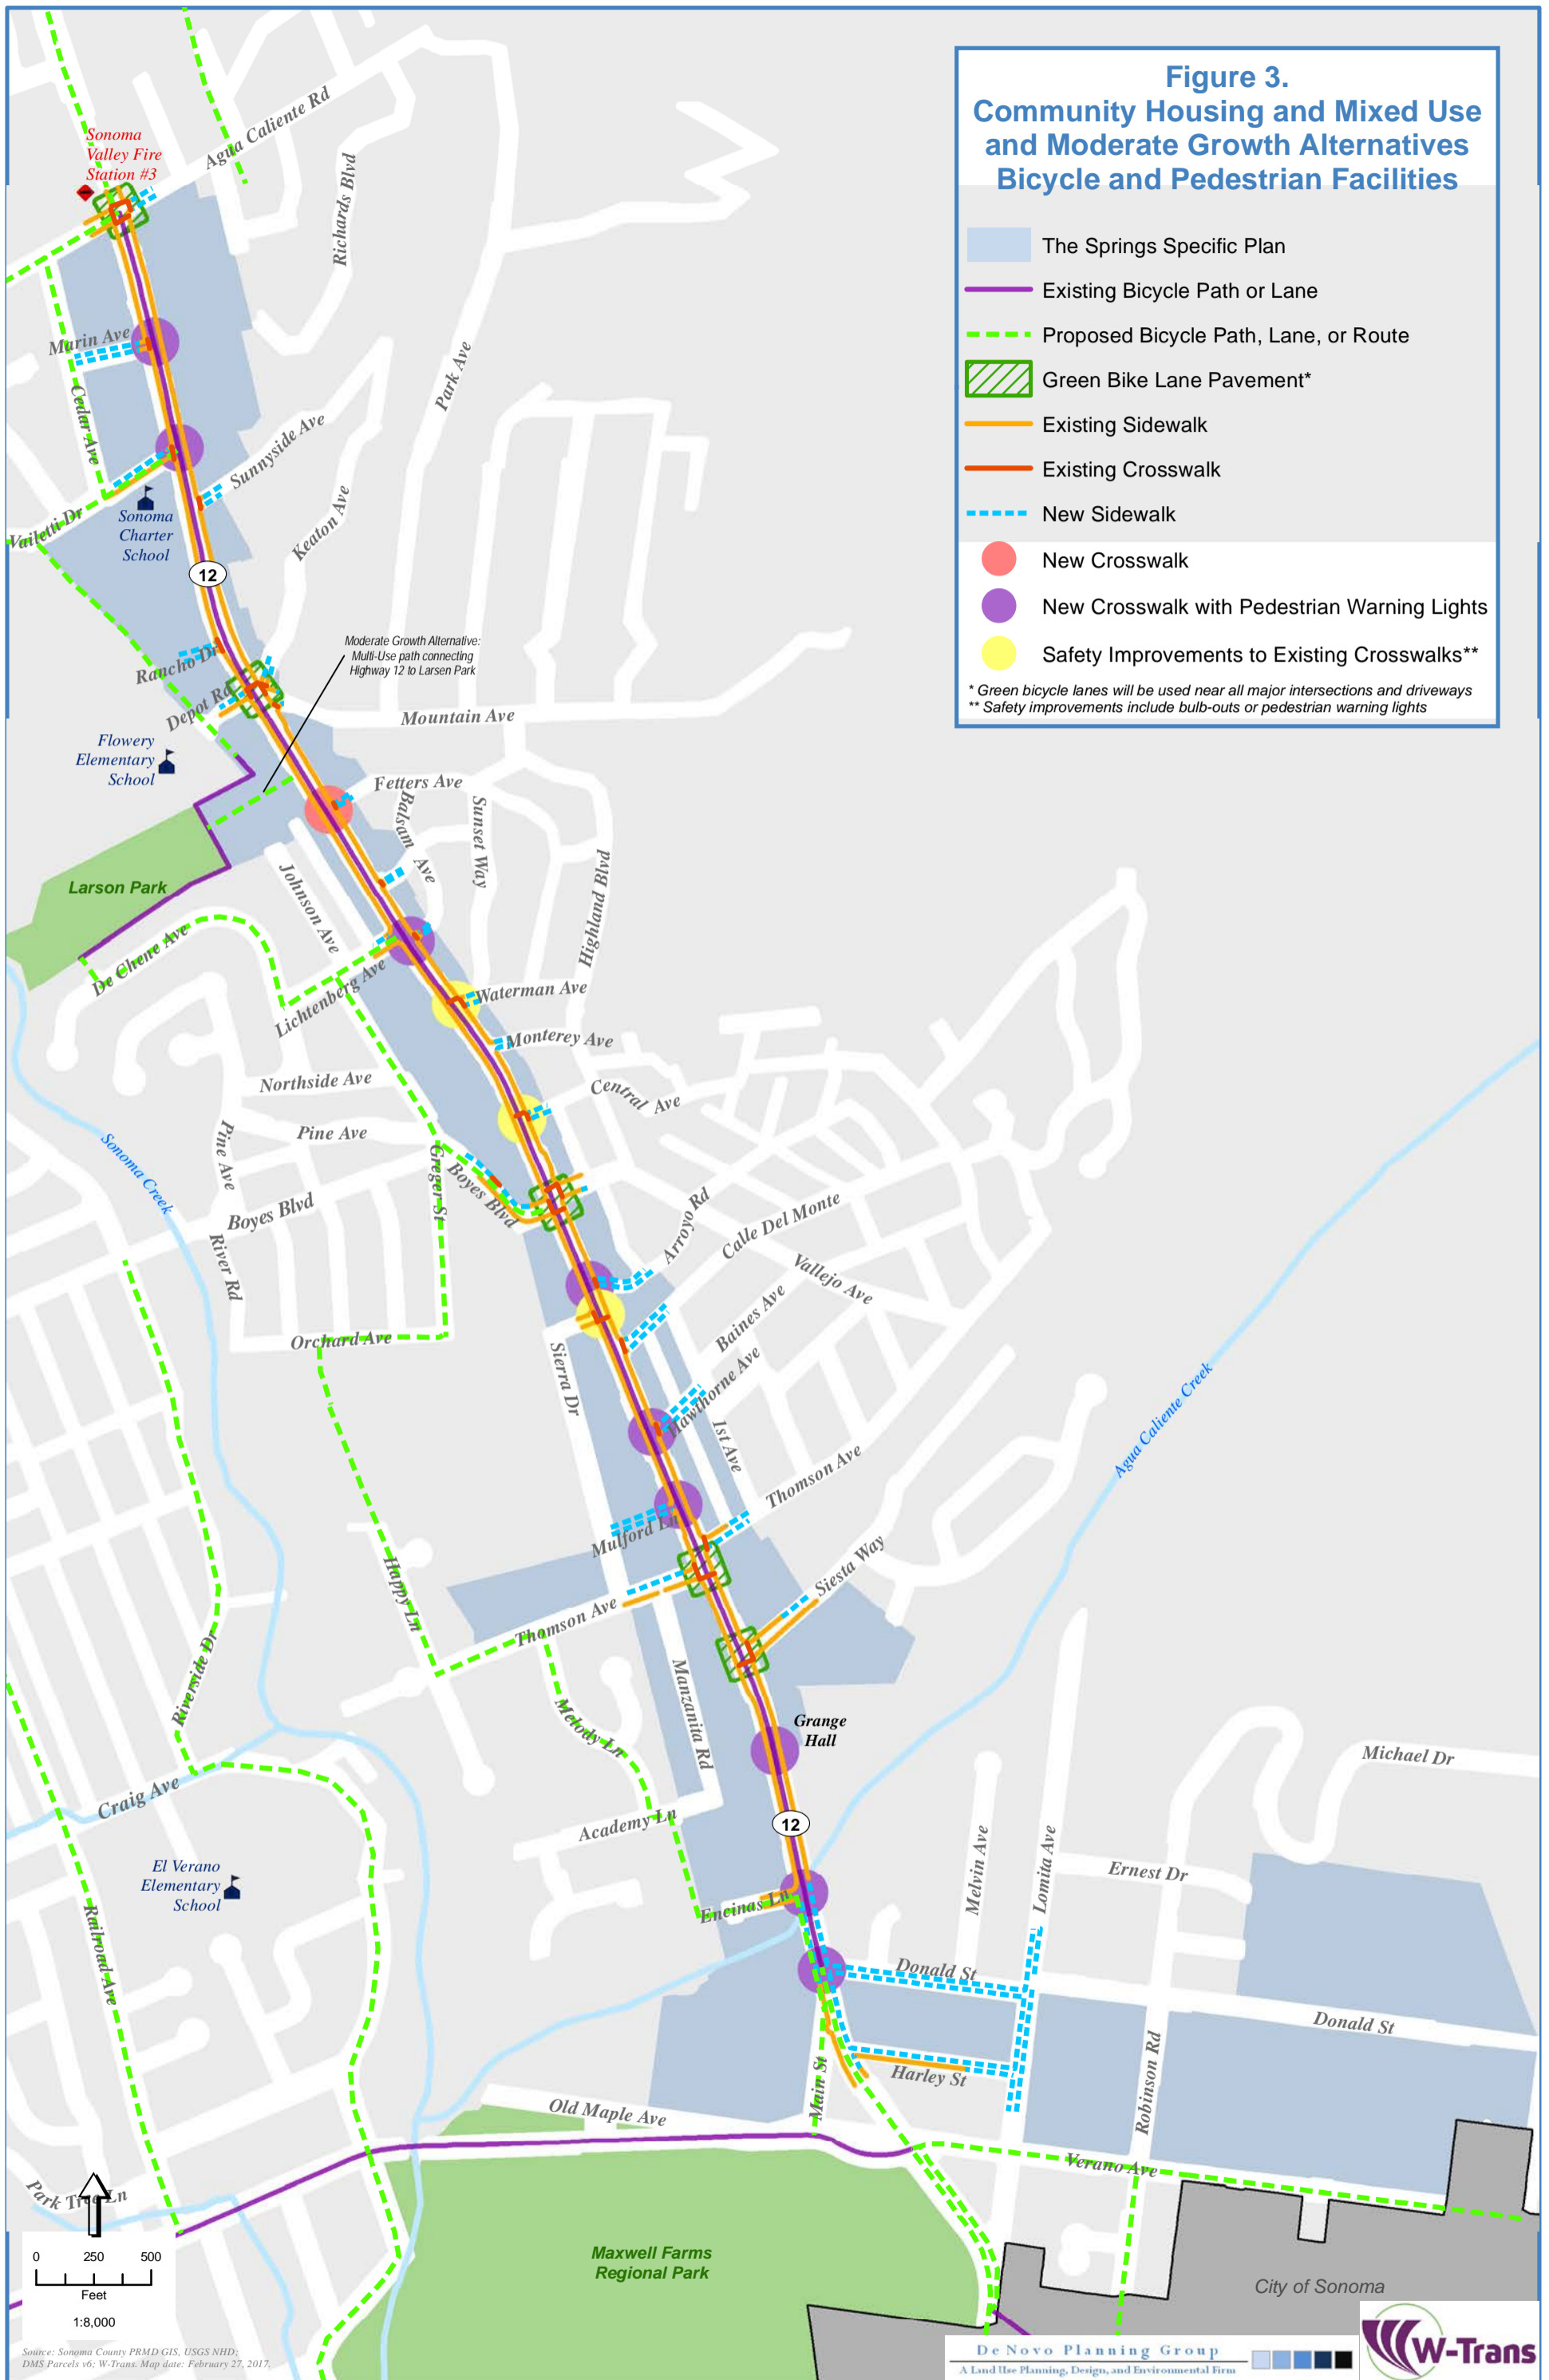 Figure 3.
Community Housing and Mixed Use
and Moderate Growth Alternatives
Bicycle and Pedestrian Facilities
The Springs Specific Plan
Existing Bicycle Path or Lane
Proposed Bicycle Path, Lane, or Route
Green Bike Lane Pavement*
Existing Sidewalk
Existing Crosswalk
New Sidewalk
New Crosswalk
New Crosswalk with Pedestrian Warning Lights
Safety Improvements to Existing Crosswalks**
* Green bicycle lanes will be used near all major intersections and driveways
** Safety improvements include bulb-outs or pedestrian warning lights
Sonoma
Valley Fire
Station #3
Agua Caliente Rd
Richards Blvd
Park Ave
Marin Ave
Cedar Ave
Sunnyside Ave
Keaton Ave
Vailetti Dr
Sonoma
Charter
School
12
Rancho Dr
Depot Rd
Moderate Growth Alternative:
Multi-Use path connecting
Highway 12 to Larsen Park
Mountain Ave
Flowery
Elementary
School
Fetters Ave
Balsam Ave
Sunset Way
Highland Blvd
Larson Park
Johnson Ave
De Chene Ave
Lichtenberg Ave
Waterman Ave
Monterey Ave
Northside Ave
Central Ave
Pine Ave
Pine Ave
Sonoma Creek
Greger St
Boyes Blvd
Boyes Blvd
River Rd
Arroyo Rd
Calle Del Monte
Vallejo Ave
Baines Ave
Orchard Ave
Sierra Dr
Hawthorne Ave
1st Ave
Agua Caliente Creek
Thomson Ave
Mulford Ln
Happy Ln
Siesta Way
Thomson Ave
Riverside Dr
Manzanita Rd
Melody Ln
Grange
Hall
Michael Dr
Craig Ave
Academy Ln
12
Melvin Ave
Lomita Ave
Ernest Dr
El Verano
Elementary
School
Encinas Ln
Railroad Ave
Donald St
Donald St
Harley St
Main St
Robinson Rd
Old Maple Ave
Verano Ave
Park Tree Ln
Maxwell Farms
Regional Park
City of Sonoma
0 250 500
Feet
1:8,000
Source: Sonoma County PRMD GIS, USGS NHD;
DMS Parcels v6; W-Trans. Map date: February 27, 2017.
De Novo Planning Group
A Land Use Planning, Design, and Environmental Firm
W-Trans